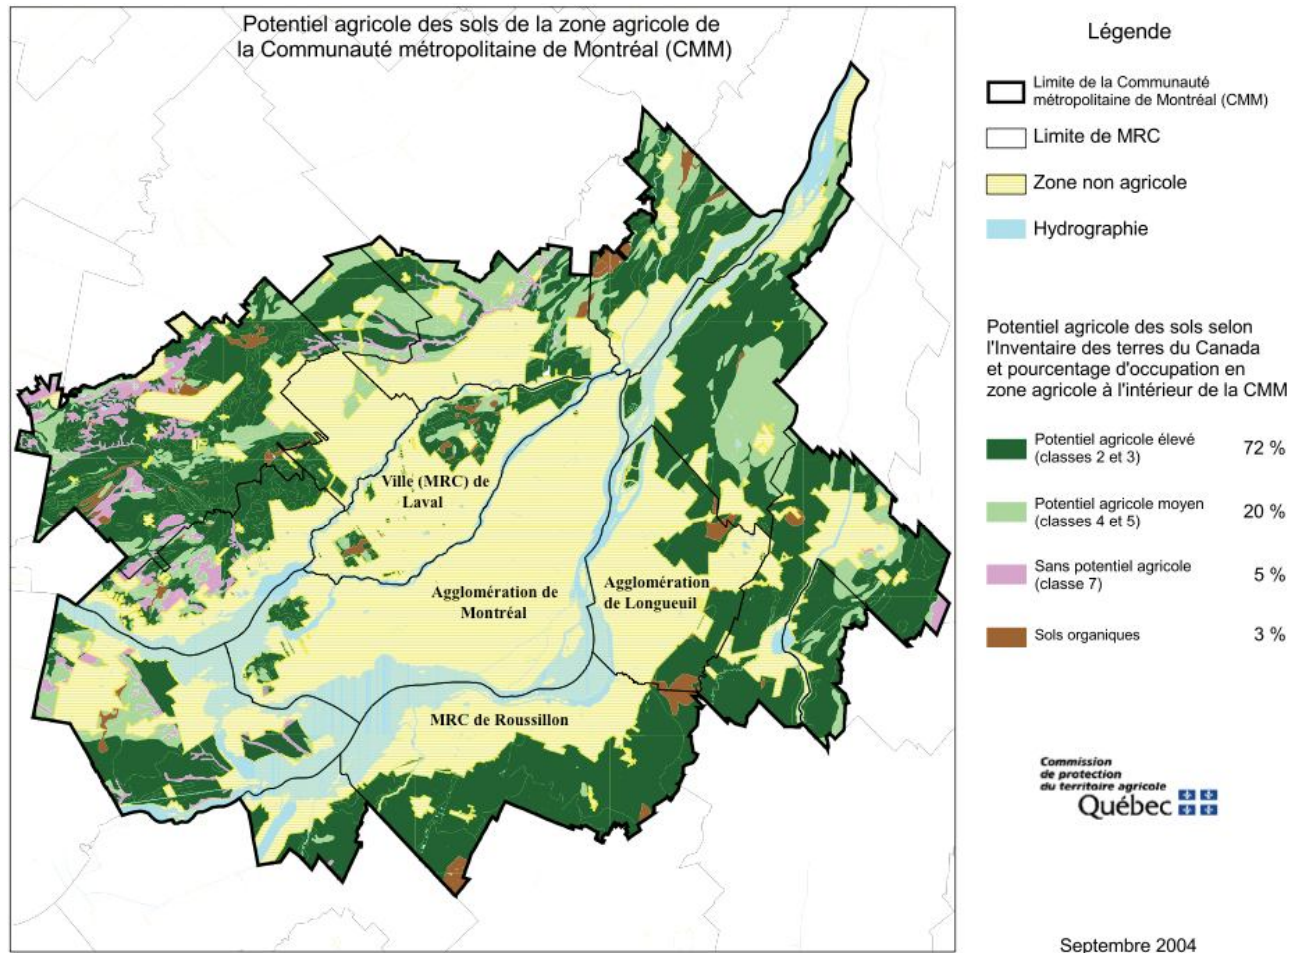 Potentiel agricole des sols de la zone agricole de
la Communauté métropolitaine de Montréal (CMM)
Ville (MRC) de
Laval
Agglomération de
Montréal
Agglomération
de Longueuil
MRC de Roussillon
Légende
Limite de la Communauté
métropolitaine de Montréal (CMM)
Limite de MRC
Zone non agricole
Hydrographie
Potentiel agricole des sols selon
l'Inventaire des terres du Canada
et pourcentage d'occupation en
zone agricole à l'intérieur de la CMM
Potentiel agricole élevé
(classes 2 et 3) 72 %
Potentiel agricole moyen
(classes 4 et 5) 20 %
Sans potentiel agricole
(classe 7) 5 %
Sols organiques 3 %
Commission
de protection
du territoire agricole
Québec
Septembre 2004